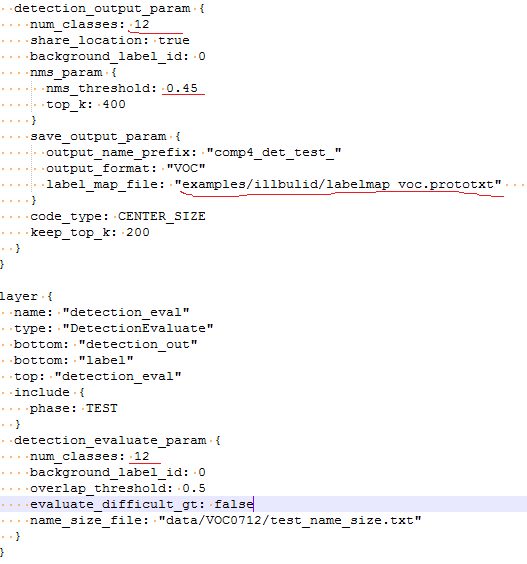 detection_output_param {
num_classes: 12
share_location: true
background_label_id: 0
nms_param {
nms_threshold: 0.45
top_k: 400
}
save_output_param {
output_name_prefix: "comp4_det_test_"
output_format: "VOC"
label_map_file: "examples/illbulid/labelmap_voc.prototxt"
}
code_type: CENTER_SIZE
keep_top_k: 200
}
}
layer {
name: "detection_eval"
type: "DetectionEvaluate"
bottom: "detection_out"
bottom: "label"
top: "detection_eval"
include {
phase: TEST
}
detection_evaluate_param {
num_classes: 12
background_label_id: 0
overlap_threshold: 0.5
evaluate_difficult_gt: false
name_size_file: "data/VOC0712/test_name_size.txt"
}
}